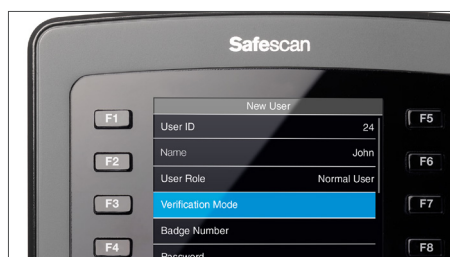 Safescan
New User
F1
F5
User ID 24
Name John
F2
F6
User Role Normal User
F3
F7
Verification Mode
Badge Number
F4
F8
Password